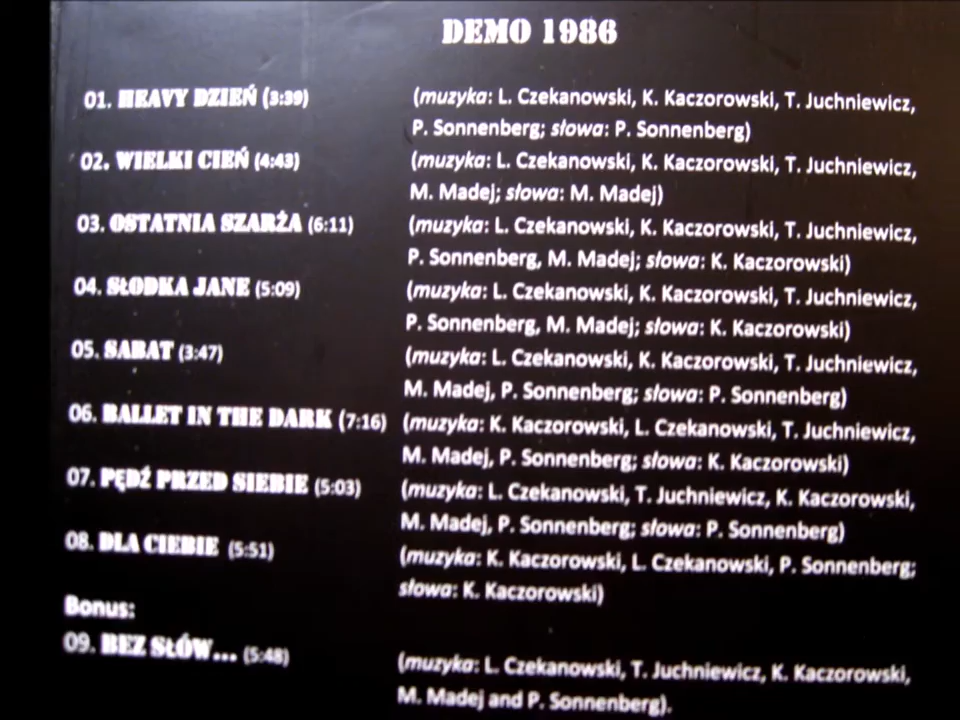 DEMO 1986
01. HEAVY DZIEŃ (3:39) (muzyka: L. Czekanowski, K. Kaczorowski, T. Juchniewicz,
P. Sonnenberg; słowa: P. Sonnenberg)
02. WIELKI CIEŃ (4:43) (muzyka: L. Czekanowski, K. Kaczorowski, T. Juchniewicz,
M. Madej; słowa: M. Madej)
03. OSTATNIA SZARŻA (6:11) (muzyka: L. Czekanowski, K. Kaczorowski, T. Juchniewicz,
P. Sonnenberg, M. Madej; słowa: K. Kaczorowski)
04. SŁODKA JANE (5:09) (muzyka: L. Czekanowski, K. Kaczorowski, T. Juchniewicz,
P. Sonnenberg, M. Madej; słowa: K. Kaczorowski)
05. SABAT (3:47) (muzyka: L. Czekanowski, K. Kaczorowski, T. Juchniewicz,
M. Madej, P. Sonnenberg; słowa: P. Sonnenberg)
06. BALLET IN THE DARK (7:16) (muzyka: K. Kaczorowski, L. Czekanowski, T. Juchniewicz,
M. Madej, P. Sonnenberg; słowa: K. Kaczorowski)
07. PĘDŹ PRZED SIEBIE (5:03) (muzyka: L. Czekanowski, T. Juchniewicz, K. Kaczorowski,
M. Madej, P. Sonnenberg; słowa: P. Sonnenberg)
08. DLA CIEBIE (5:51) (muzyka: K. Kaczorowski, L. Czekanowski, P. Sonnenberg;
słowa: K. Kaczorowski)
Bonus:
09. BEZ SŁÓW... (5:48) (muzyka: L. Czekanowski, T. Juchniewicz, K. Kaczorowski,
M. Madej and P. Sonnenberg).